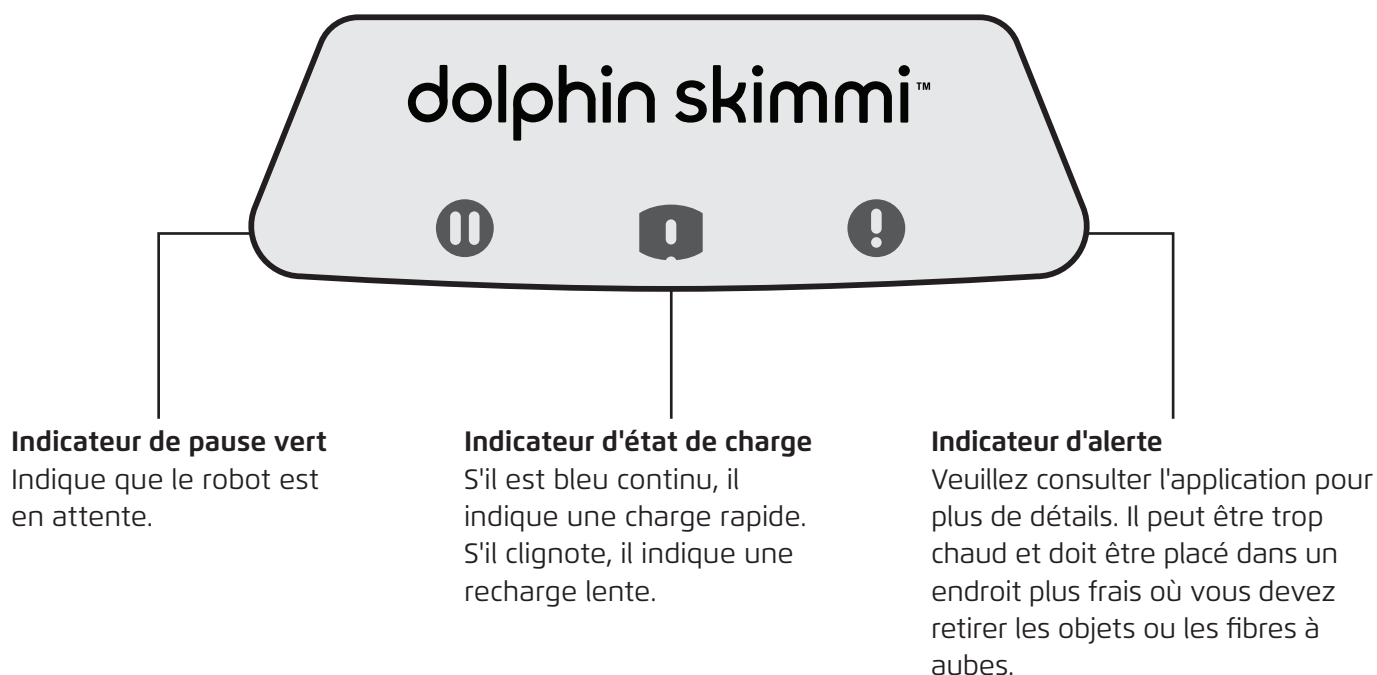 dolphin skimmi™
Indicateur de pause vert
Indique que le robot est
en attente.
Indicateur d'état de charge
S'il est bleu continu, il
indique une charge rapide.
S'il clignote, il indique une
recharge lente.
Indicateur d'alerte
Veuillez consulter l'application pour
plus de détails. Il peut être trop
chaud et doit être placé dans un
endroit plus frais où vous devez
retirer les objets ou les fibres à
aubes.